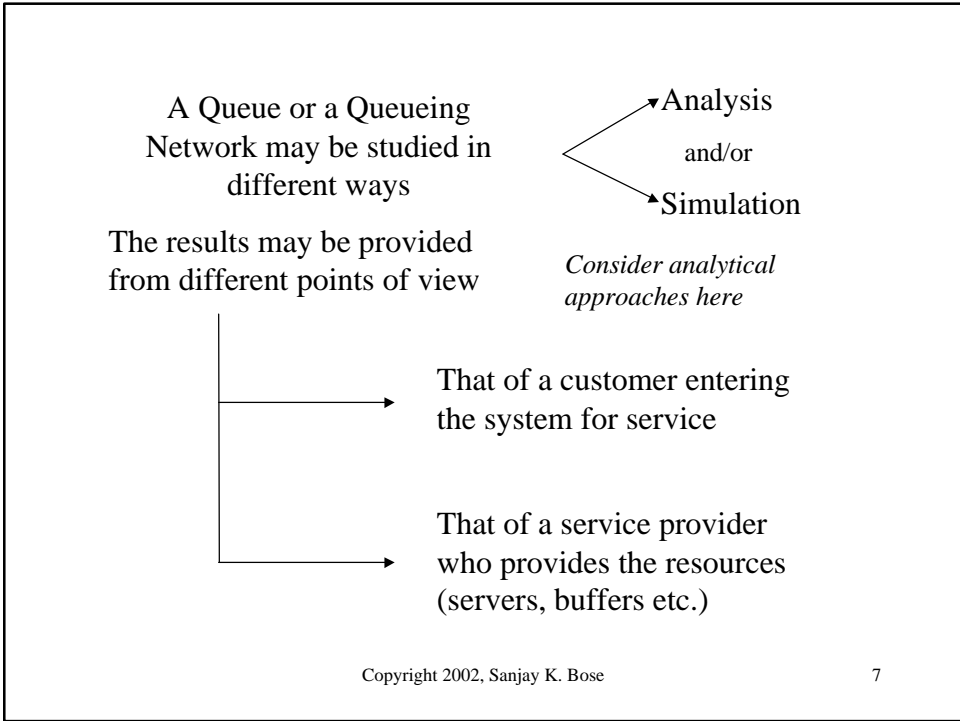 A Queue or a Queueing
Network may be studied in
different ways
Analysis
and/or
Simulation
The results may be provided
from different points of view
Consider analytical
approaches here
That of a customer entering
the system for service
That of a service provider
who provides the resources
(servers, buffers etc.)
Copyright 2002, Sanjay K. Bose
7